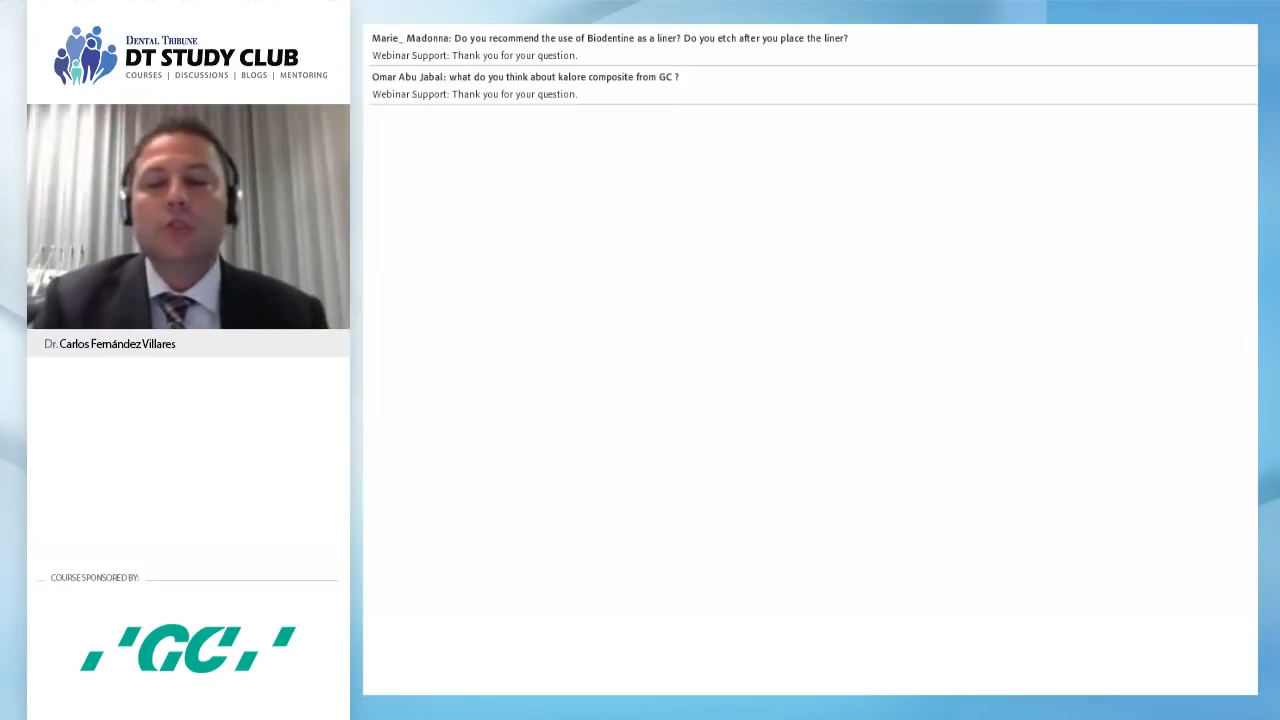 DENTAL TRIBUNE
DT STUDY CLUB
COURSES | DISCUSSIONS | BLOGS | MENTORING
Dr. Carlos Fernández Villares
COURSE SPONSORED BY:
GC
Marie_ Madonna: Do you recommend the use of Biodentine as a liner? Do you etch after you place the liner?
Webinar Support: Thank you for your question.
Omar Abu Jabal: what do you think about kalore composite from GC ?
Webinar Support: Thank you for your question.